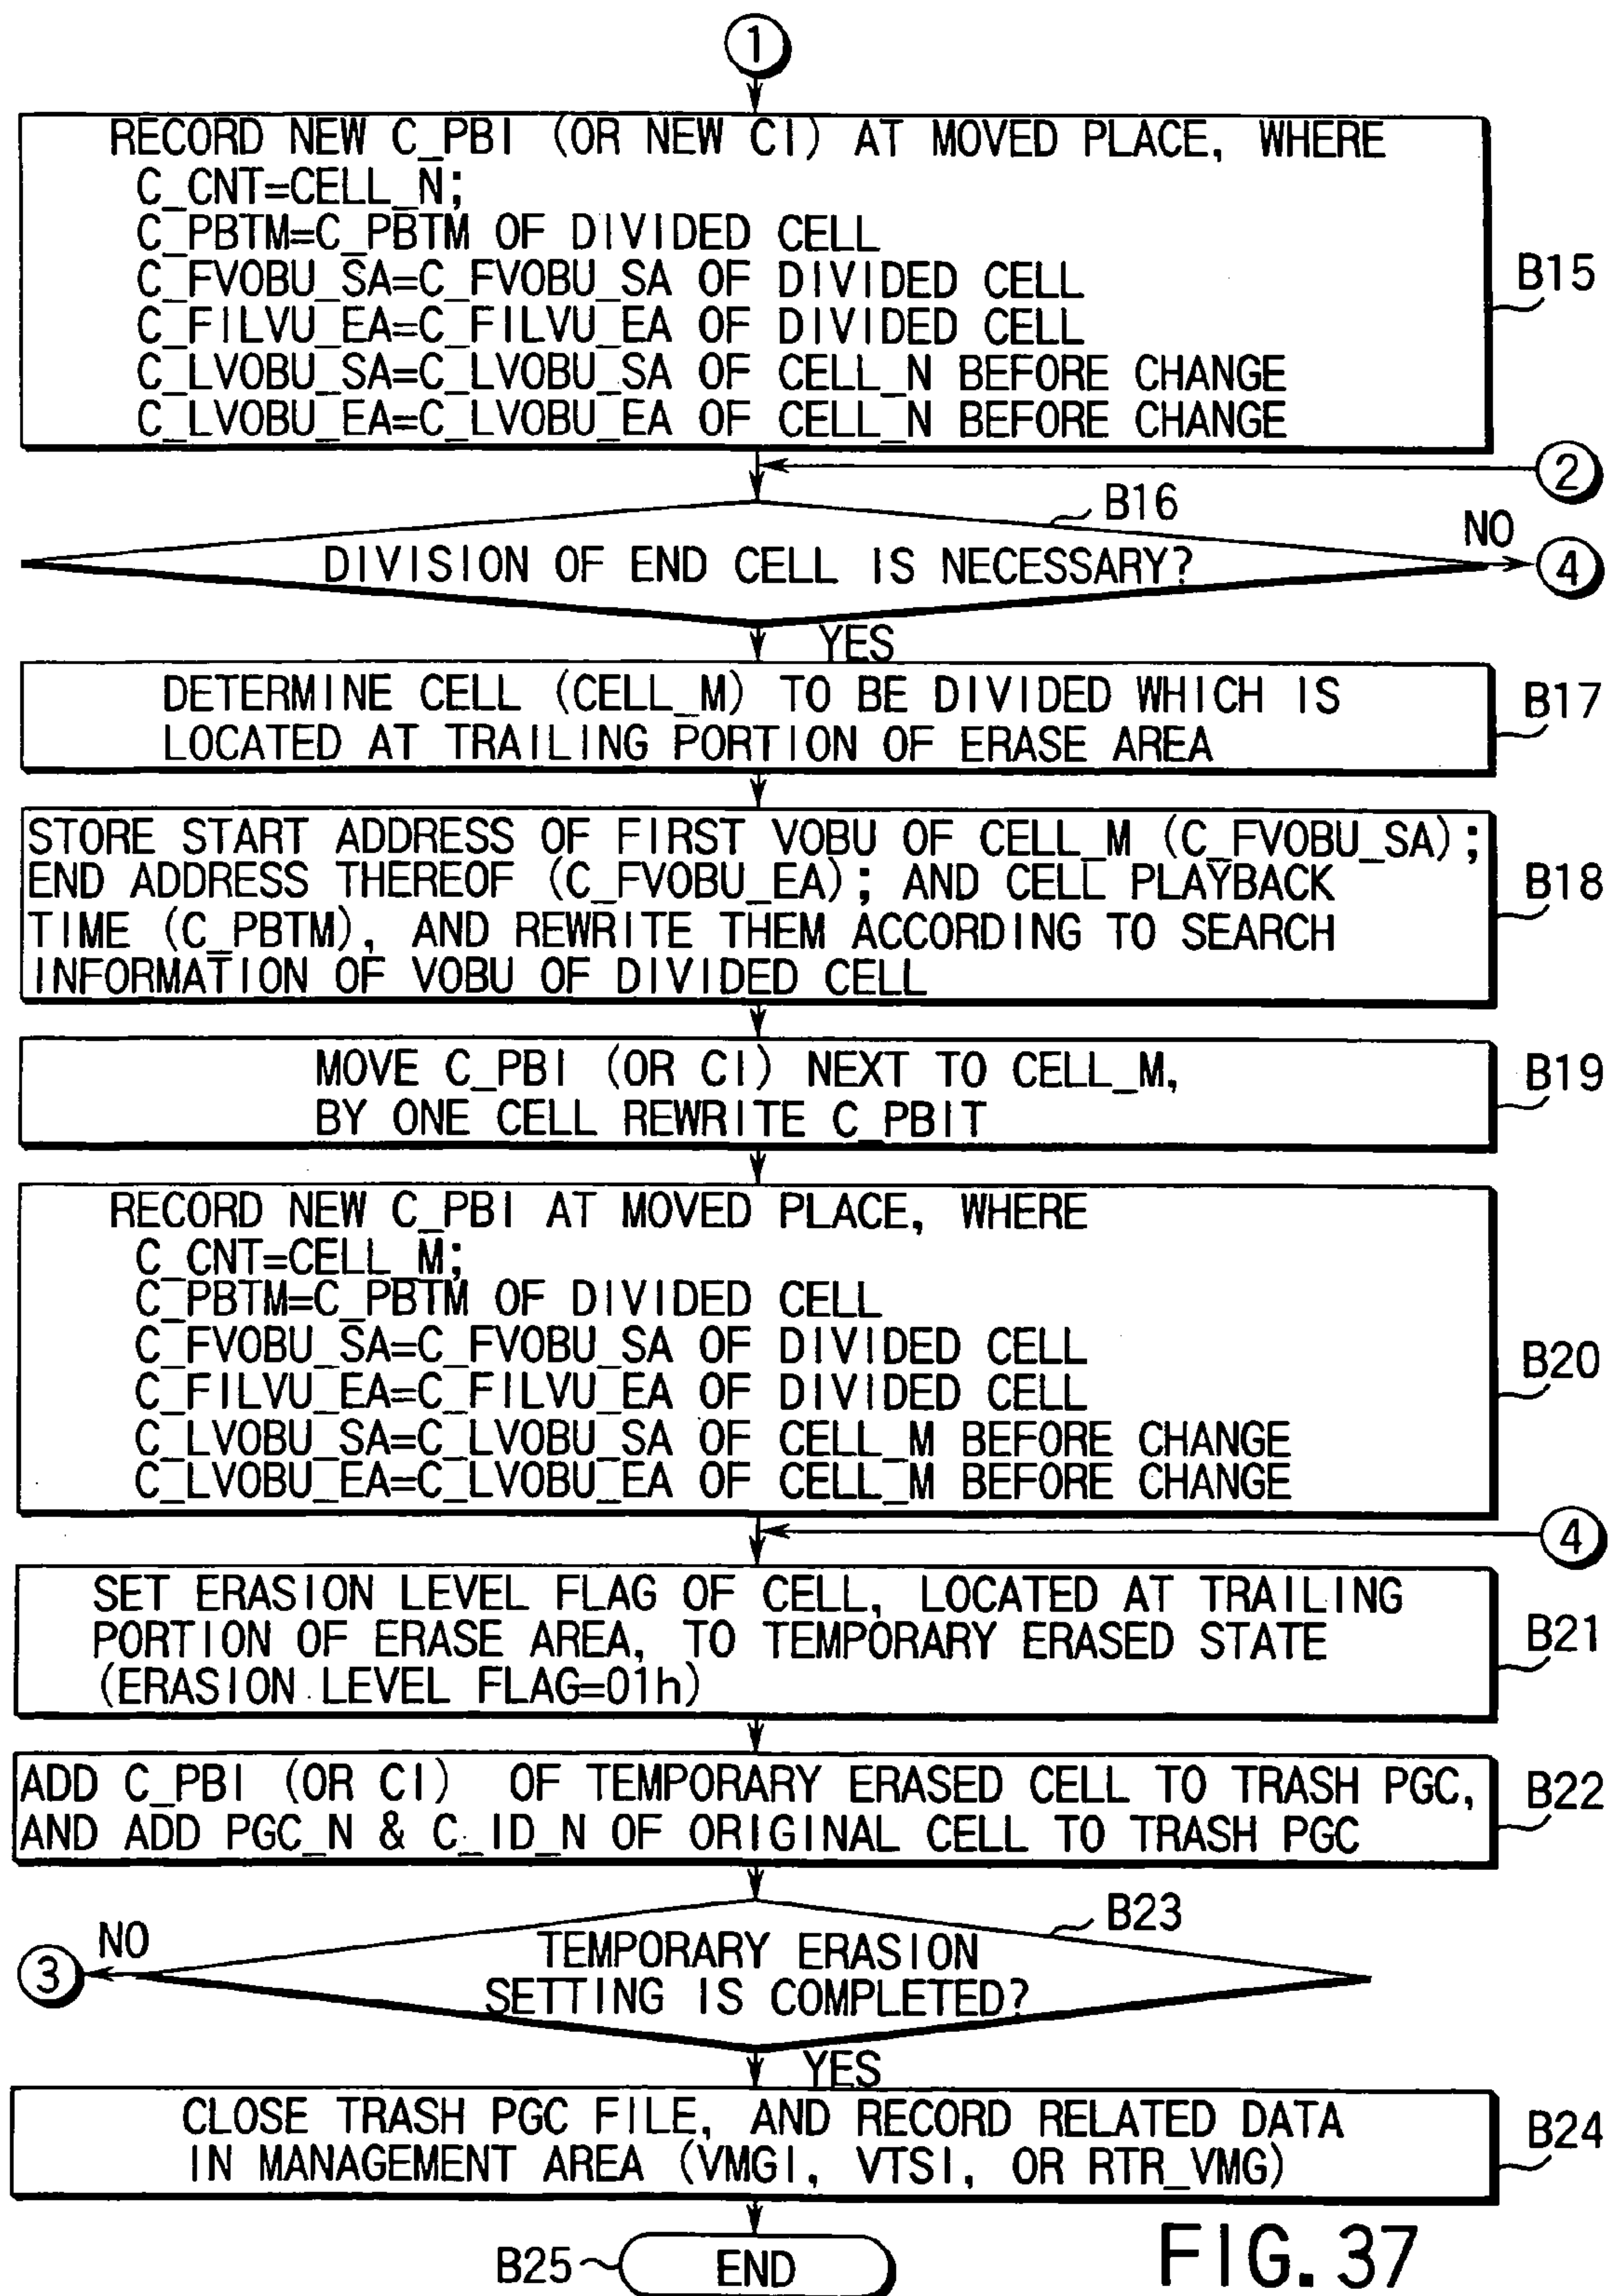 1
RECORD NEW C_PBI (OR NEW CI) AT MOVED PLACE, WHERE
C_CNT=CELL_N;
C_PBTM=C_PBTM OF DIVIDED CELL
C_FVOBU_SA=C_FVOBU_SA OF DIVIDED CELL
C_FILVU_EA=C_FILVU_EA OF DIVIDED CELL
C_LVOBU_SA=C_LVOBU_SA OF CELL_N BEFORE CHANGE
C_LVOBU_EA=C_LVOBU_EA OF CELL_N BEFORE CHANGE
B15
2
B16
DIVISION OF END CELL IS NECESSARY?
NO
4
YES
DETERMINE CELL (CELL_M) TO BE DIVIDED WHICH IS
LOCATED AT TRAILING PORTION OF ERASE AREA
B17
STORE START ADDRESS OF FIRST VOBU OF CELL_M (C_FVOBU_SA);
END ADDRESS THEREOF (C_FVOBU_EA); AND CELL PLAYBACK
TIME (C_PBTM), AND REWRITE THEM ACCORDING TO SEARCH
INFORMATION OF VOBU OF DIVIDED CELL
B18
MOVE C_PBI (OR CI) NEXT TO CELL_M,
BY ONE CELL REWRITE C_PBIT
B19
RECORD NEW C_PBI AT MOVED PLACE, WHERE
C_CNT=CELL_M;
C_PBTM=C_PBTM OF DIVIDED CELL
C_FVOBU_SA=C_FVOBU_SA OF DIVIDED CELL
C_FILVU_EA=C_FILVU_EA OF DIVIDED CELL
C_LVOBU_SA=C_LVOBU_SA OF CELL_M BEFORE CHANGE
C_LVOBU_EA=C_LVOBU_EA OF CELL_M BEFORE CHANGE
B20
4
SET ERASION LEVEL FLAG OF CELL, LOCATED AT TRAILING
PORTION OF ERASE AREA, TO TEMPORARY ERASED STATE
(ERASION LEVEL FLAG=01h)
B21
ADD C_PBI (OR CI) OF TEMPORARY ERASED CELL TO TRASH PGC,
AND ADD PGC_N & C_ID_N OF ORIGINAL CELL TO TRASH PGC
B22
B23
NO
3
TEMPORARY ERASION
SETTING IS COMPLETED?
YES
CLOSE TRASH PGC FILE, AND RECORD RELATED DATA
IN MANAGEMENT AREA (VMGI, VTSI, OR RTR_VMG)
B24
B25
END
FIG. 37